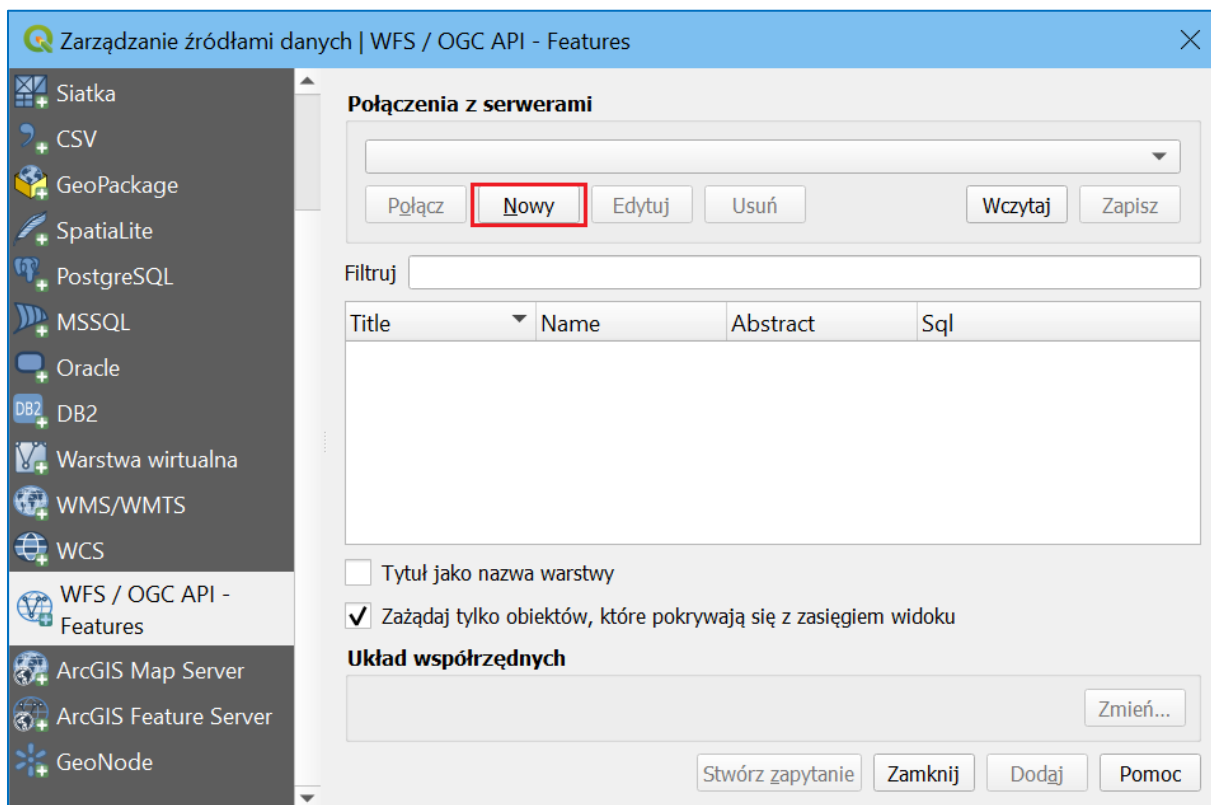 Zarządzanie źródłami danych | WFS / OGC API - Features
Siatka
CSV
GeoPackage
SpatiaLite
PostgreSQL
MSSQL
Oracle
DB2
DB2
Warstwa wirtualna
WMS/WMTS
WCS
WFS / OGC API -
Features
ArcGIS Map Server
ArcGIS Feature Server
GeoNode
Połączenia z serwerami
Połącz Nowy Edytuj Usuń Wczytaj Zapisz
Filtruj
Title Name Abstract Sql
Tytuł jako nazwa warstwy
Zażądaj tylko obiektów, które pokrywają się z zasięgiem widoku
Układ współrzędnych
Zmień...
Stwórz zapytanie Zamknij Dodaj Pomoc